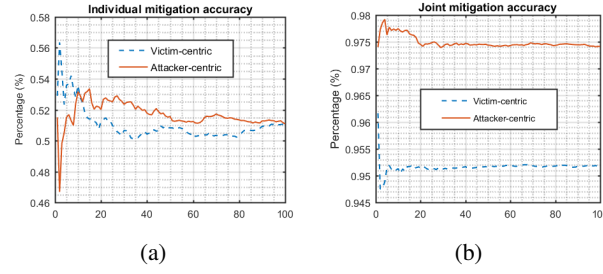 Individual mitigation accuracy
Percentage (%)
0.58
0.56
0.54
0.52
0.5
0.48
0.46
0 20 40 60 80 100
Victim-centric
Attacker-centric
(a)
Joint mitigation accuracy
Percentage (%)
0.98
0.975
0.97
0.965
0.96
0.955
0.95
0.945
0 20 40 60 80 100
Victim-centric
Attacker-centric
(b)